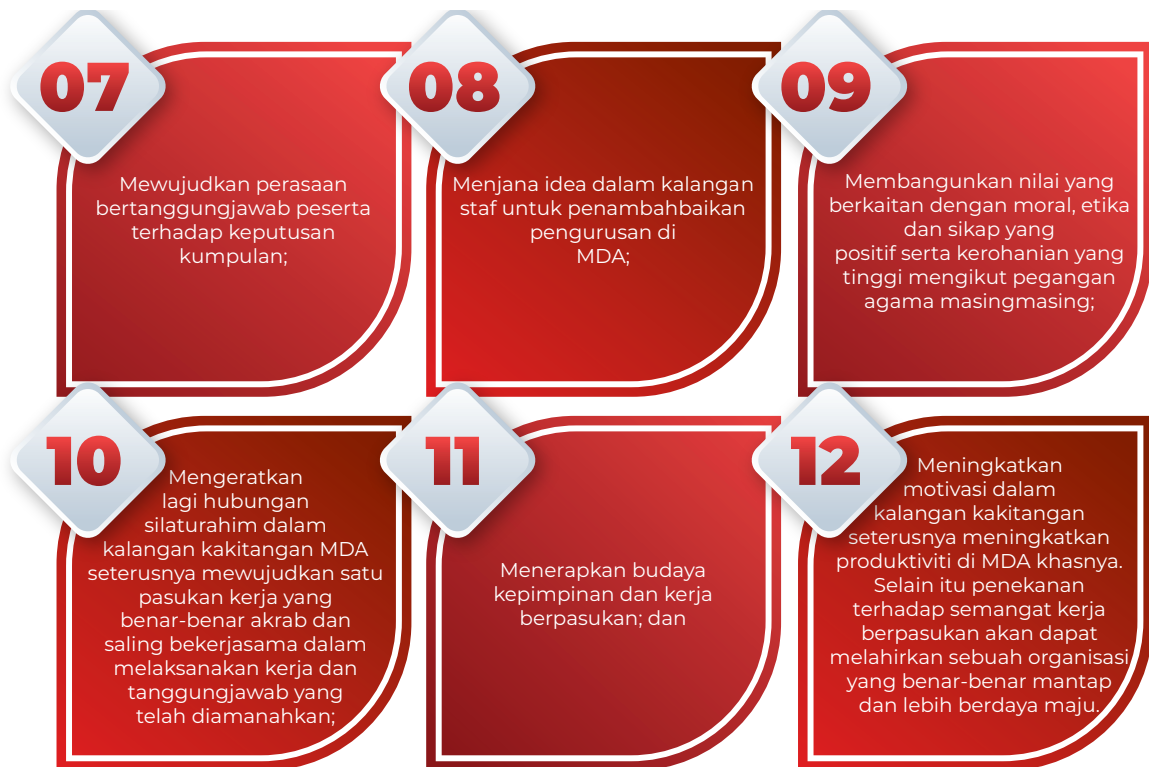 07
Mewujudkan perasaan
bertanggungjawab peserta
terhadap keputusan
kumpulan;
08
Menjana idea dalam kalangan
staf untuk penambahbaikan
pengurusan di
MDA;
09
Membangunkan nilai yang
berkaitan dengan moral, etika
dan sikap yang
positif serta kerohanian yang
tinggi mengikut pegangan
agama masingmasing;
10
Mengeratkan
lagi hubungan
silaturahim dalam
kalangan kakitangan MDA
seterusnya mewujudkan satu
pasukan kerja yang
benar-benar akrab dan
saling bekerjasama dalam
melaksanakan kerja dan
tanggungjawab yang
telah diamanahkan;
11
Menerapkan budaya
kepimpinan dan kerja
berpasukan; dan
12
Meningkatkan
motivasi dalam
kalangan kakitangan
seterusnya meningkatkan
produktiviti di MDA khasnya.
Selain itu penekanan
terhadap semangat kerja
berpasukan akan dapat
melahirkan sebuah organisasi
yang benar-benar mantap
dan lebih berdaya maju.